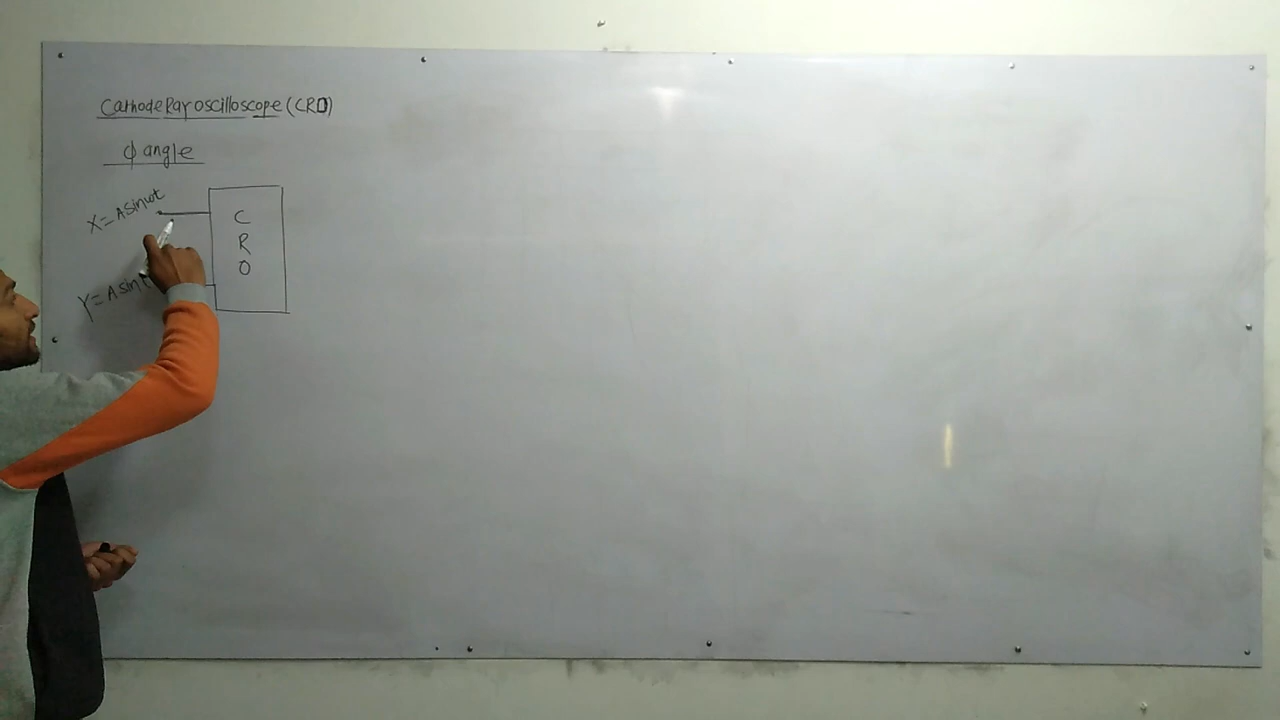 Cathode Ray oscilloscope (CRO)
φ angle
X = A sinωt
C
R
O
Y = A sin